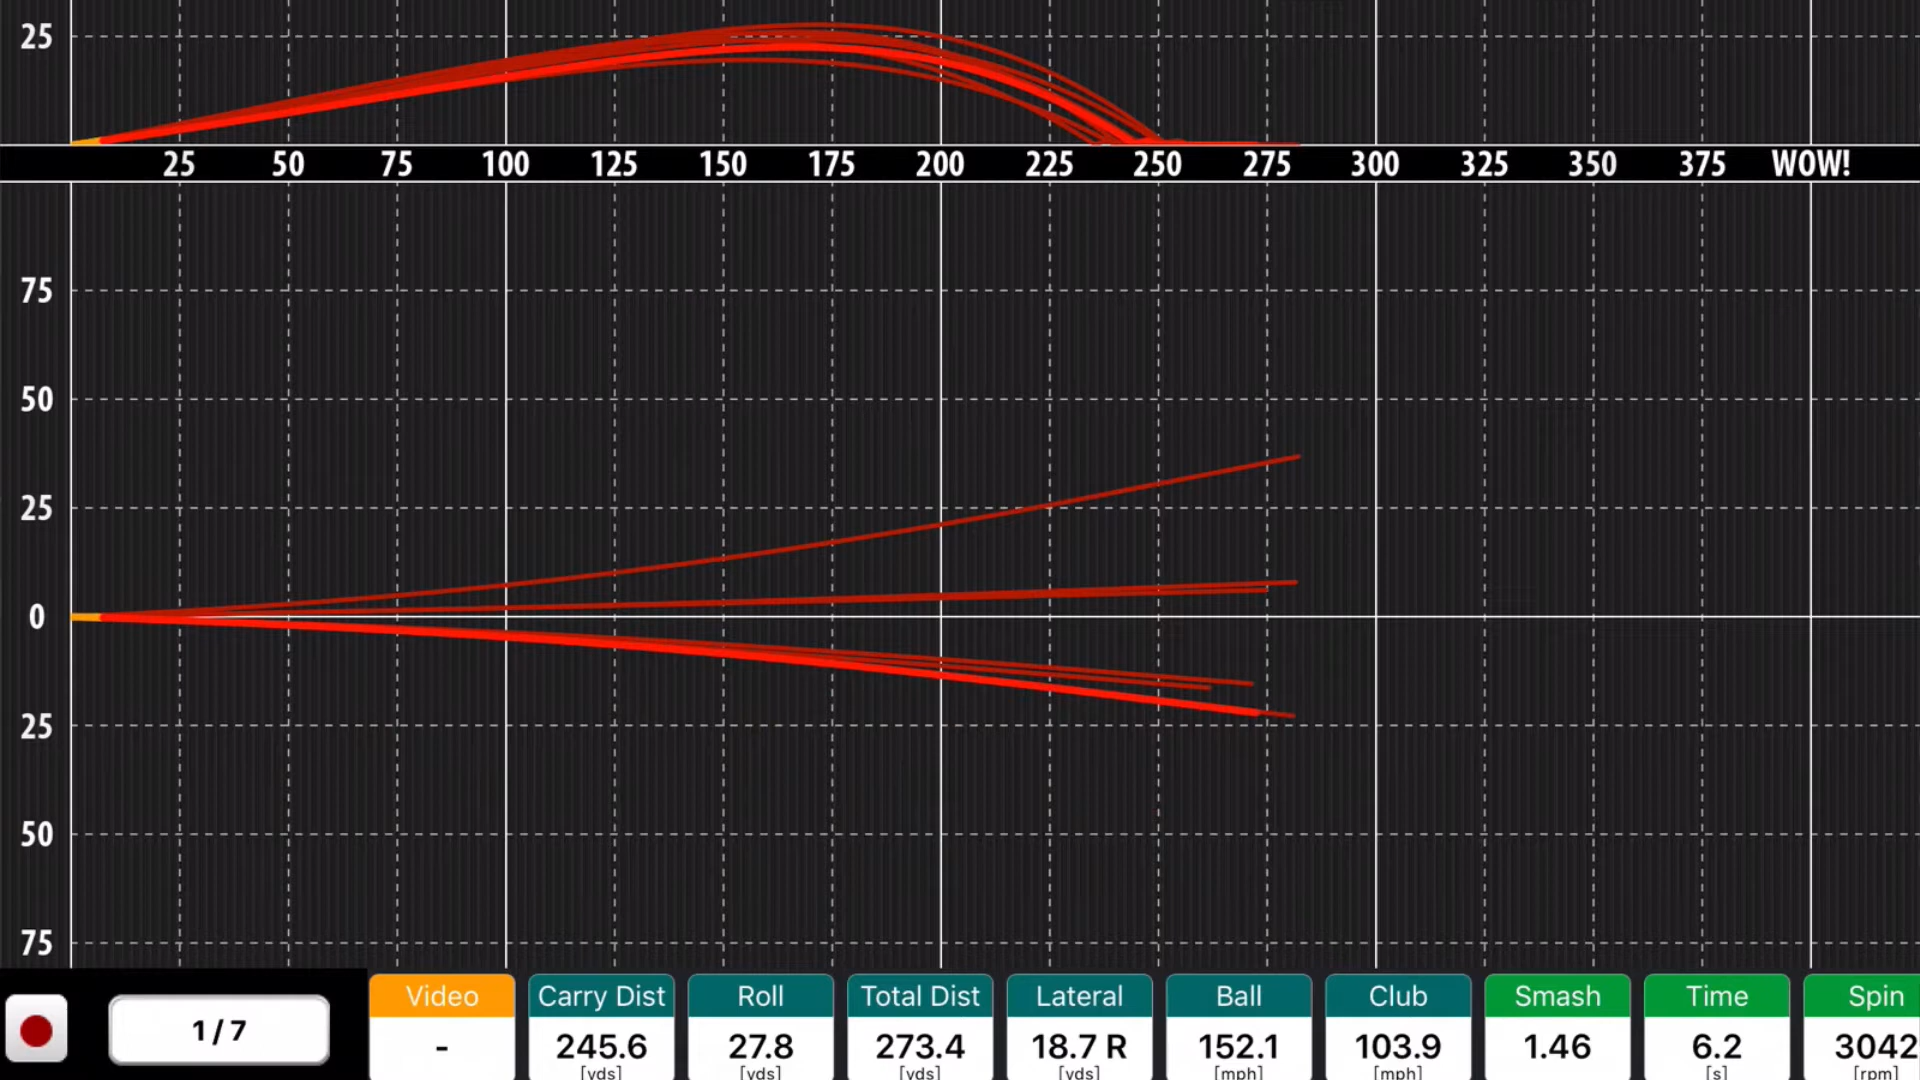 25
25 50 75 100 125 150 175 200 225 250 275 300 325 350 375 WOW!
75
50
25
0
25
50
75
1/7
Video Carry Dist Roll Total Dist Lateral Ball Club Smash Time Spin
- 245.6 27.8 273.4 18.7 R 152.1 103.9 1.46 6.2 3042
[yds] [yds] [yds] [yds] [mph] [mph] [s] [rpm]